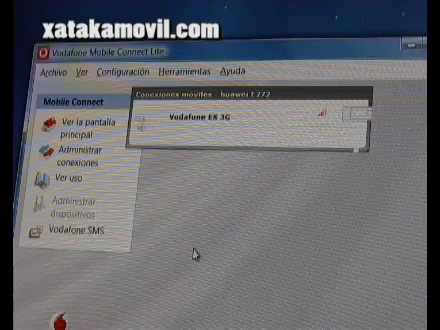 xatakamovil.com
Vodafone Mobile Connect Lite
Archivo Ver Configuración Herramientas Ayuda
Mobile Connect
Conexiones móviles - huawei E272
Ver la pantalla
principal
Vodafone ES 3G
Administrar
conexiones
Ver uso
Administrar
dispositivos
Vodafone SMS